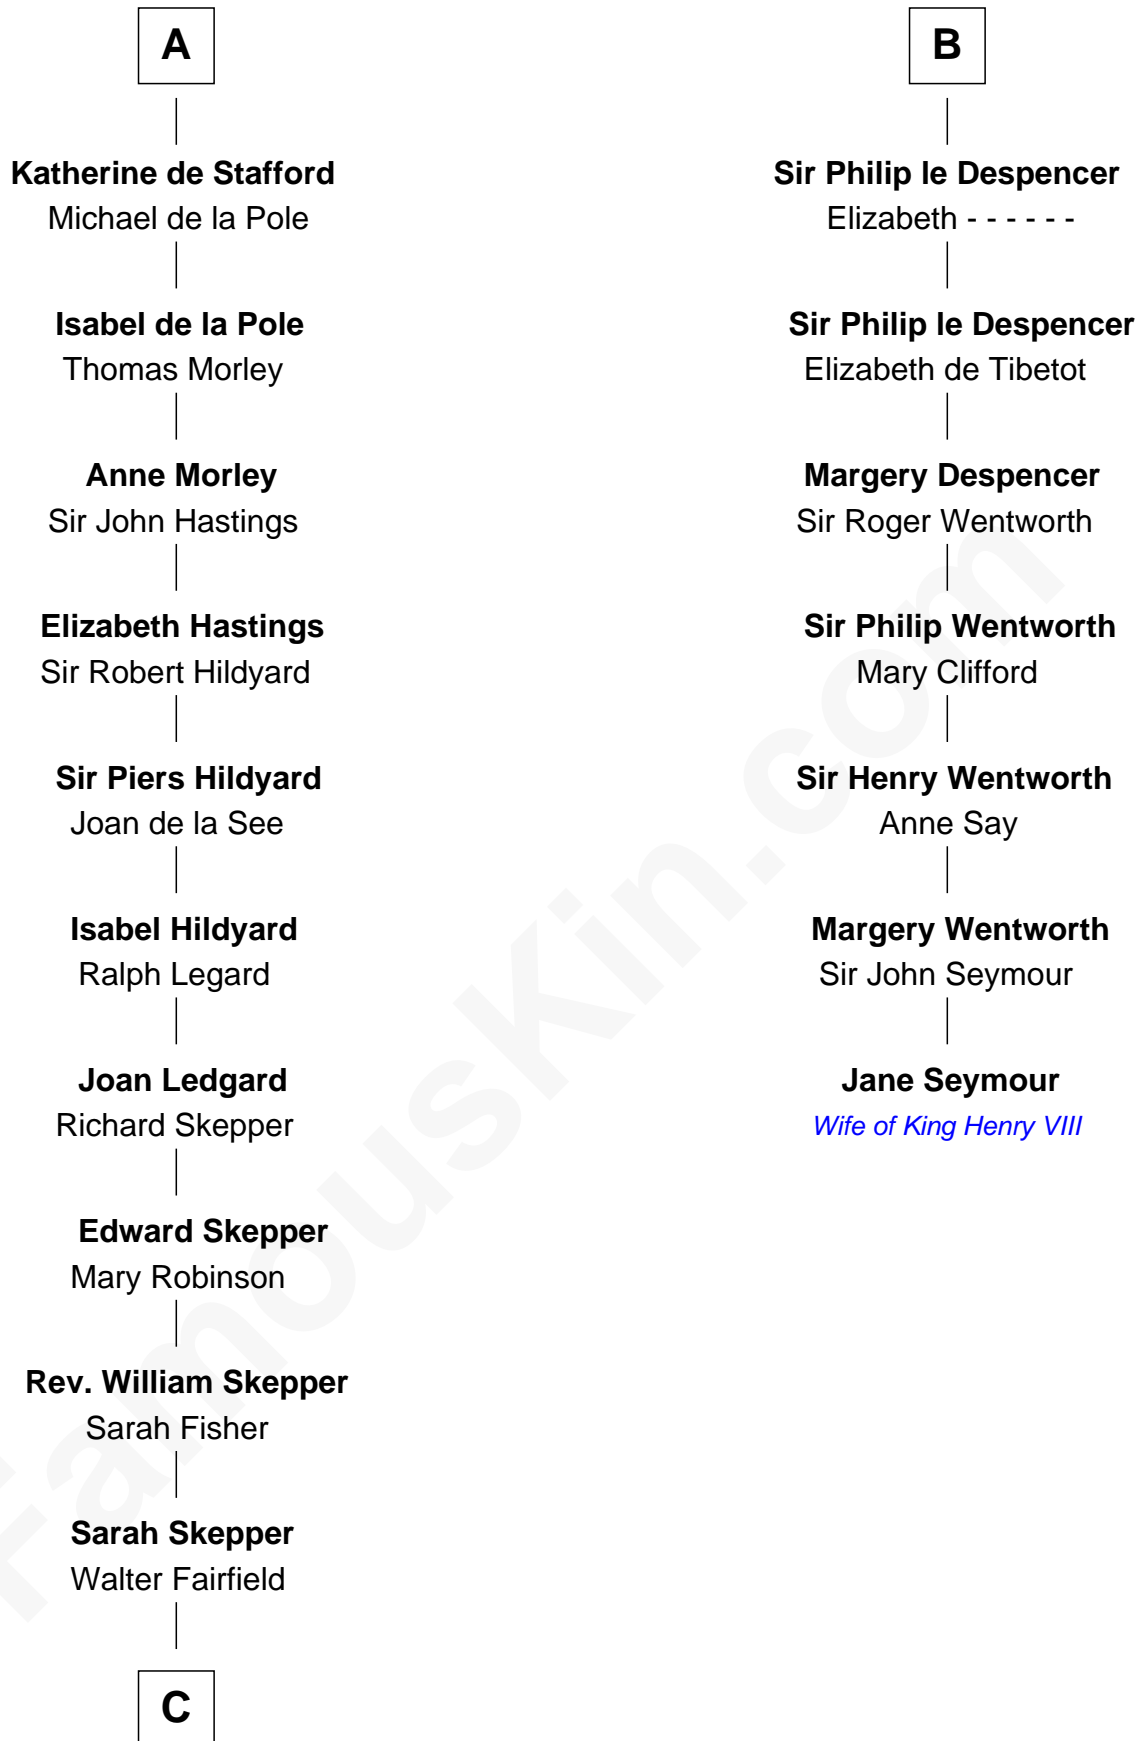 A
Katherine de Stafford
Michael de la Pole
Isabel de la Pole
Thomas Morley
Anne Morley
Sir John Hastings
Elizabeth Hastings
Sir Robert Hildyard
Sir Piers Hildyard
Joan de la See
Isabel Hildyard
Ralph Legard
Joan Ledgard
Richard Skepper
Edward Skepper
Mary Robinson
Rev. William Skepper
Sarah Fisher
Sarah Skepper
Walter Fairfield
C
B
Sir Philip le Despencer
Elizabeth - - - - - -
Sir Philip le Despencer
Elizabeth de Tibetot
Margery Despencer
Sir Roger Wentworth
Sir Philip Wentworth
Mary Clifford
Sir Henry Wentworth
Anne Say
Margery Wentworth
Sir John Seymour
Jane Seymour
Wife of King Henry VIII
FamousKin.com